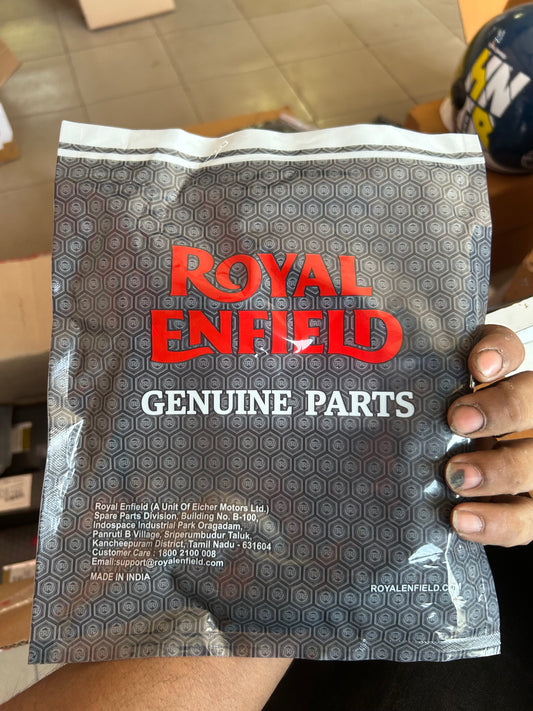 ROYAL
ENFIELD
GENUINE PARTS
Royal Enfield (A Unit Of Eicher Motors Ltd.)
Spare Parts Division, Building No. B-100,
Indospace Industrial Park Oragadam,
Panruti B Village, Sriperumbudur Taluk,
Kancheepuram District, Tamil Nadu - 631604
Customer Care : 1800 2100 008
Email:support@royalenfield.com
MADE IN INDIA
ROYALENFIELD.COM